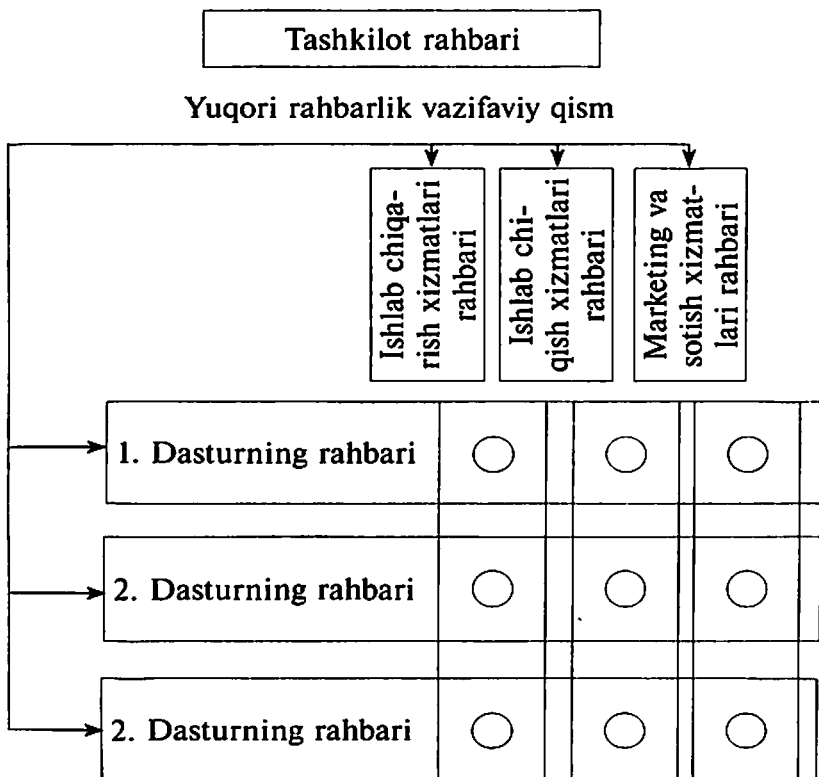 Tashkilot rahbari
Yuqori rahbarlik vazifaviy qism
Ishlab chiqa-
rish xizmatlari
rahbari
Ishlab chi-
qish xizmatlari
rahbari
Marketing va
sotish xizmat-
lari rahbari
1. Dasturning rahbari
2. Dasturning rahbari
2. Dasturning rahbari